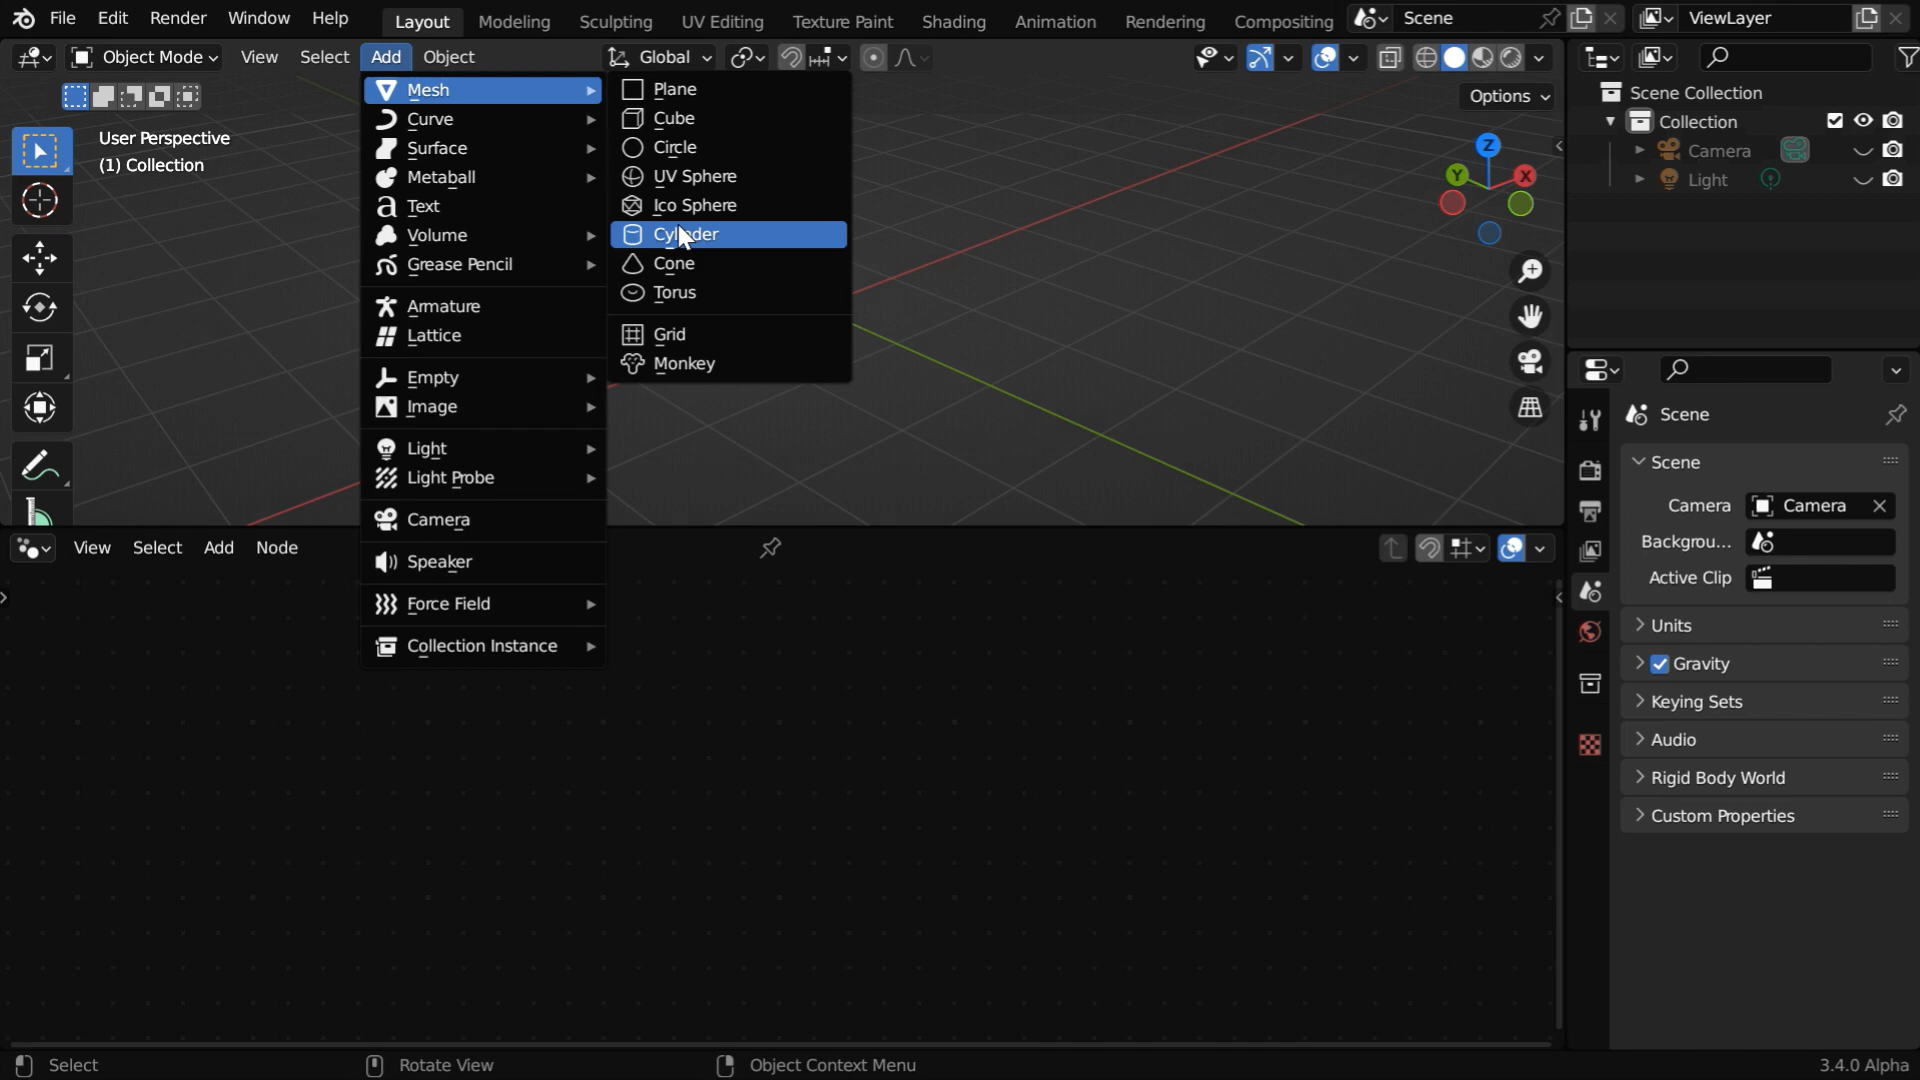 File Edit Render Window Help Layout Modeling Sculpting UV Editing Texture Paint Shading Animation Rendering Compositing Scene ViewLayer
Object Mode View Select Add Object Global
Options
User Perspective
(1) Collection
Mesh
Curve
Surface
Metaball
Text
Volume
Grease Pencil
Armature
Lattice
Empty
Image
Light
Light Probe
Camera
Speaker
Force Field
Collection Instance
Plane
Cube
Circle
UV Sphere
Ico Sphere
Cylinder
Cone
Torus
Grid
Monkey
Z
Y X
Scene Collection
Collection
Camera
Light
Scene
Scene
Camera Camera
Backgrou...
Active Clip
Units
Gravity
Keying Sets
Audio
Rigid Body World
Custom Properties
View Select Add Node
Select Rotate View Object Context Menu 3.4.0 Alpha